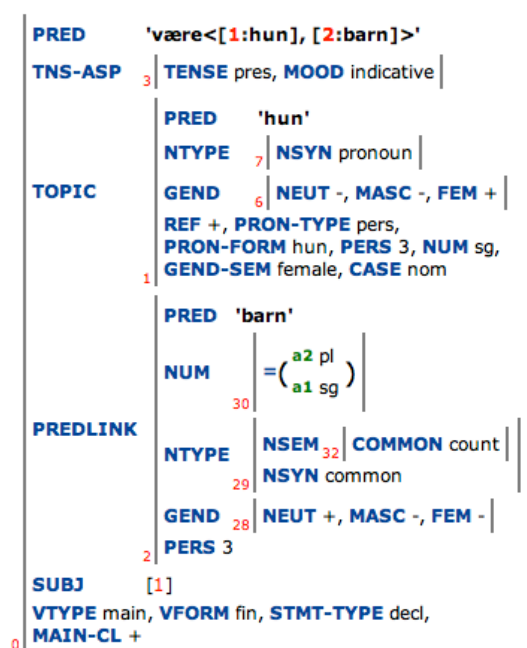 PRED 'være<[1:hun], [2:barn]>'
TNS-ASP 3 TENSE pres, MOOD indicative
PRED 'hun'
NTYPE 7 NSYN pronoun
TOPIC GEND 6 NEUT -, MASC -, FEM +
REF +, PRON-TYPE pers,
PRON-FORM hun, PERS 3, NUM sg,
1 GEND-SEM female, CASE nom
PRED 'barn'
NUM 30 =( a2 pl
a1 sg )
PREDLINK
NTYPE 29 NSEM 32 COMMON count
NSYN common
GEND 28 NEUT +, MASC -, FEM -
2 PERS 3
SUBJ [1]
VTYPE main, VFORM fin, STMT-TYPE decl,
0 MAIN-CL +